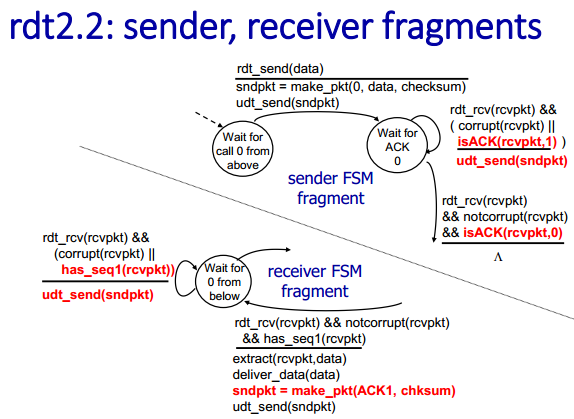 rdt2.2: sender, receiver fragments
rdt_send(data)
sndpkt = make_pkt(0, data, checksum)
udt_send(sndpkt)
Wait for
call 0 from
above
Wait for
ACK
0
rdt_rcv(rcvpkt) &&
( corrupt(rcvpkt) ||
isACK(rcvpkt,1) )
udt_send(sndpkt)
sender FSM
fragment
rdt_rcv(rcvpkt)
&& notcorrupt(rcvpkt)
&& isACK(rcvpkt,0)
Λ
rdt_rcv(rcvpkt) &&
(corrupt(rcvpkt) ||
has_seq1(rcvpkt))
udt_send(sndpkt)
Wait for
0 from
below
receiver FSM
fragment
rdt_rcv(rcvpkt) && notcorrupt(rcvpkt)
&& has_seq1(rcvpkt)
extract(rcvpkt,data)
deliver_data(data)
sndpkt = make_pkt(ACK1, chksum)
udt_send(sndpkt)